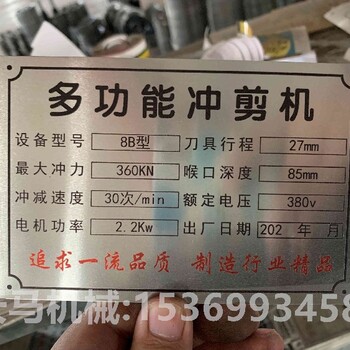 多功能冲剪机
设备型号 8B型 刀具行程 27mm
最大冲力 360KN 喉口深度 85mm
冲减速度 30次/min 额定电压 380v
电机功率 2.2Kw 出厂日期 202 年 月
追求一流品质 制造行业精品
马机械:1536993458